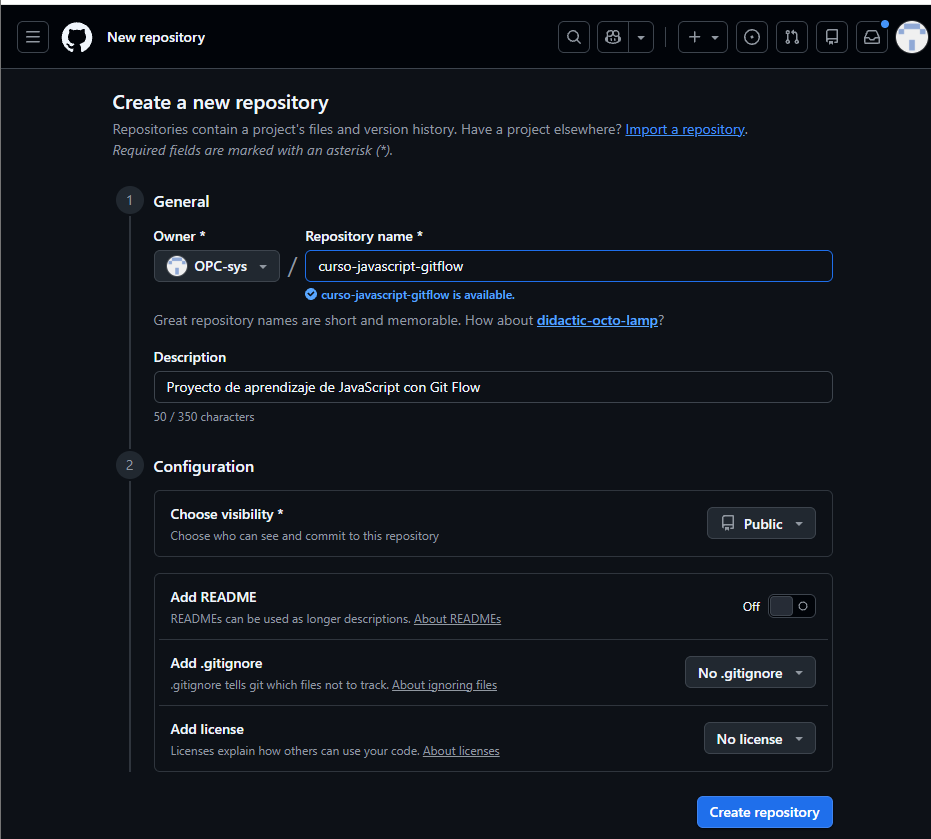 New repository
Create a new repository
Repositories contain a project's files and version history. Have a project elsewhere? Import a repository.
Required fields are marked with an asterisk (*).
1 General
Owner * Repository name *
OPC-sys / curso-javascript-gitflow
curso-javascript-gitflow is available.
Great repository names are short and memorable. How about didactic-octo-lamp?
Description
Proyecto de aprendizaje de JavaScript con Git Flow
50 / 350 characters
2 Configuration
Choose visibility *
Choose who can see and commit to this repository
Public
Add README
READMEs can be used as longer descriptions. About READMEs
Off
Add .gitignore
.gitignore tells git which files not to track. About ignoring files
No .gitignore
Add license
Licenses explain how others can use your code. About licenses
No license
Create repository